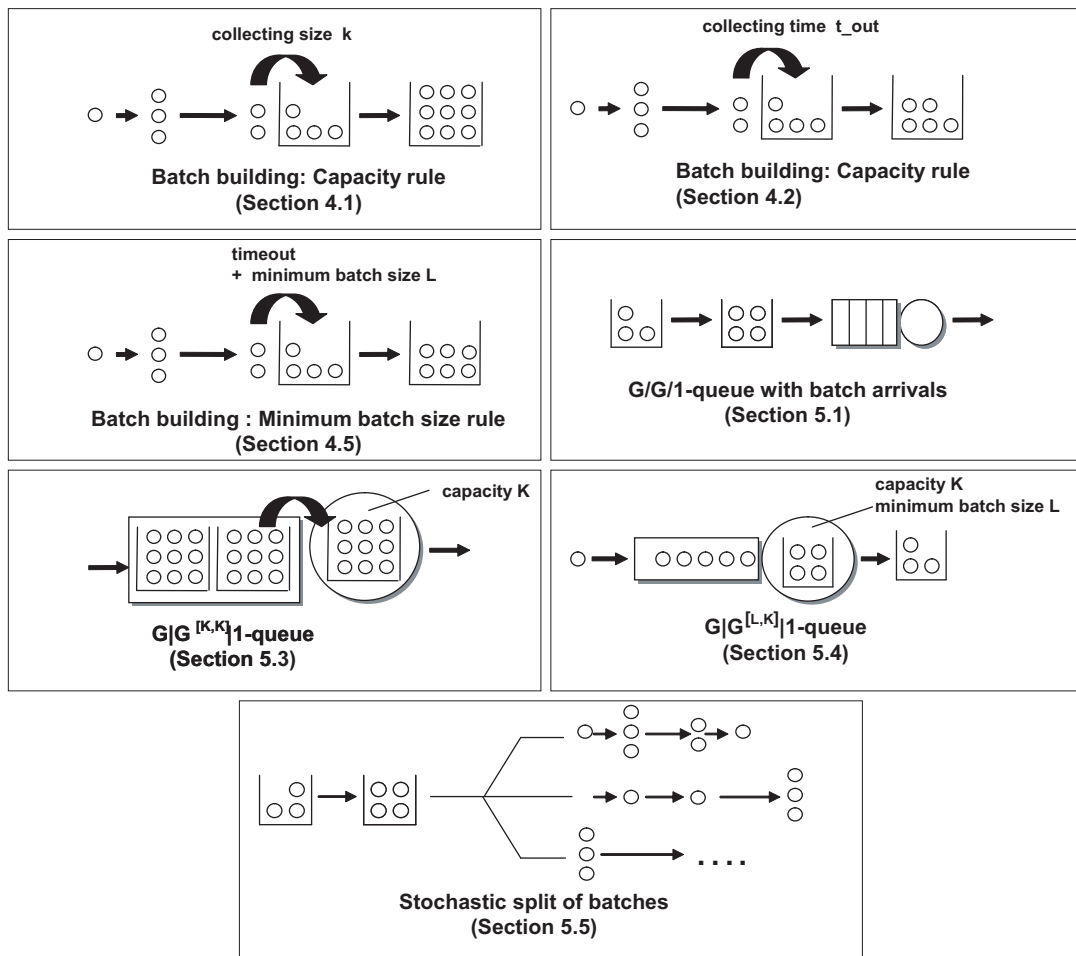 collecting size k
Batch building: Capacity rule
(Section 4.1)
collecting time t_out
Batch building: Capacity rule
(Section 4.2)
timeout
+ minimum batch size L
Batch building : Minimum batch size rule
(Section 4.5)
G/G/1-queue with batch arrivals
(Section 5.1)
capacity K
G|G [K,K]|1-queue
(Section 5.3)
capacity K
minimum batch size L
G|G[L,K]|1-queue
(Section 5.4)
. . . .
Stochastic split of batches
(Section 5.5)